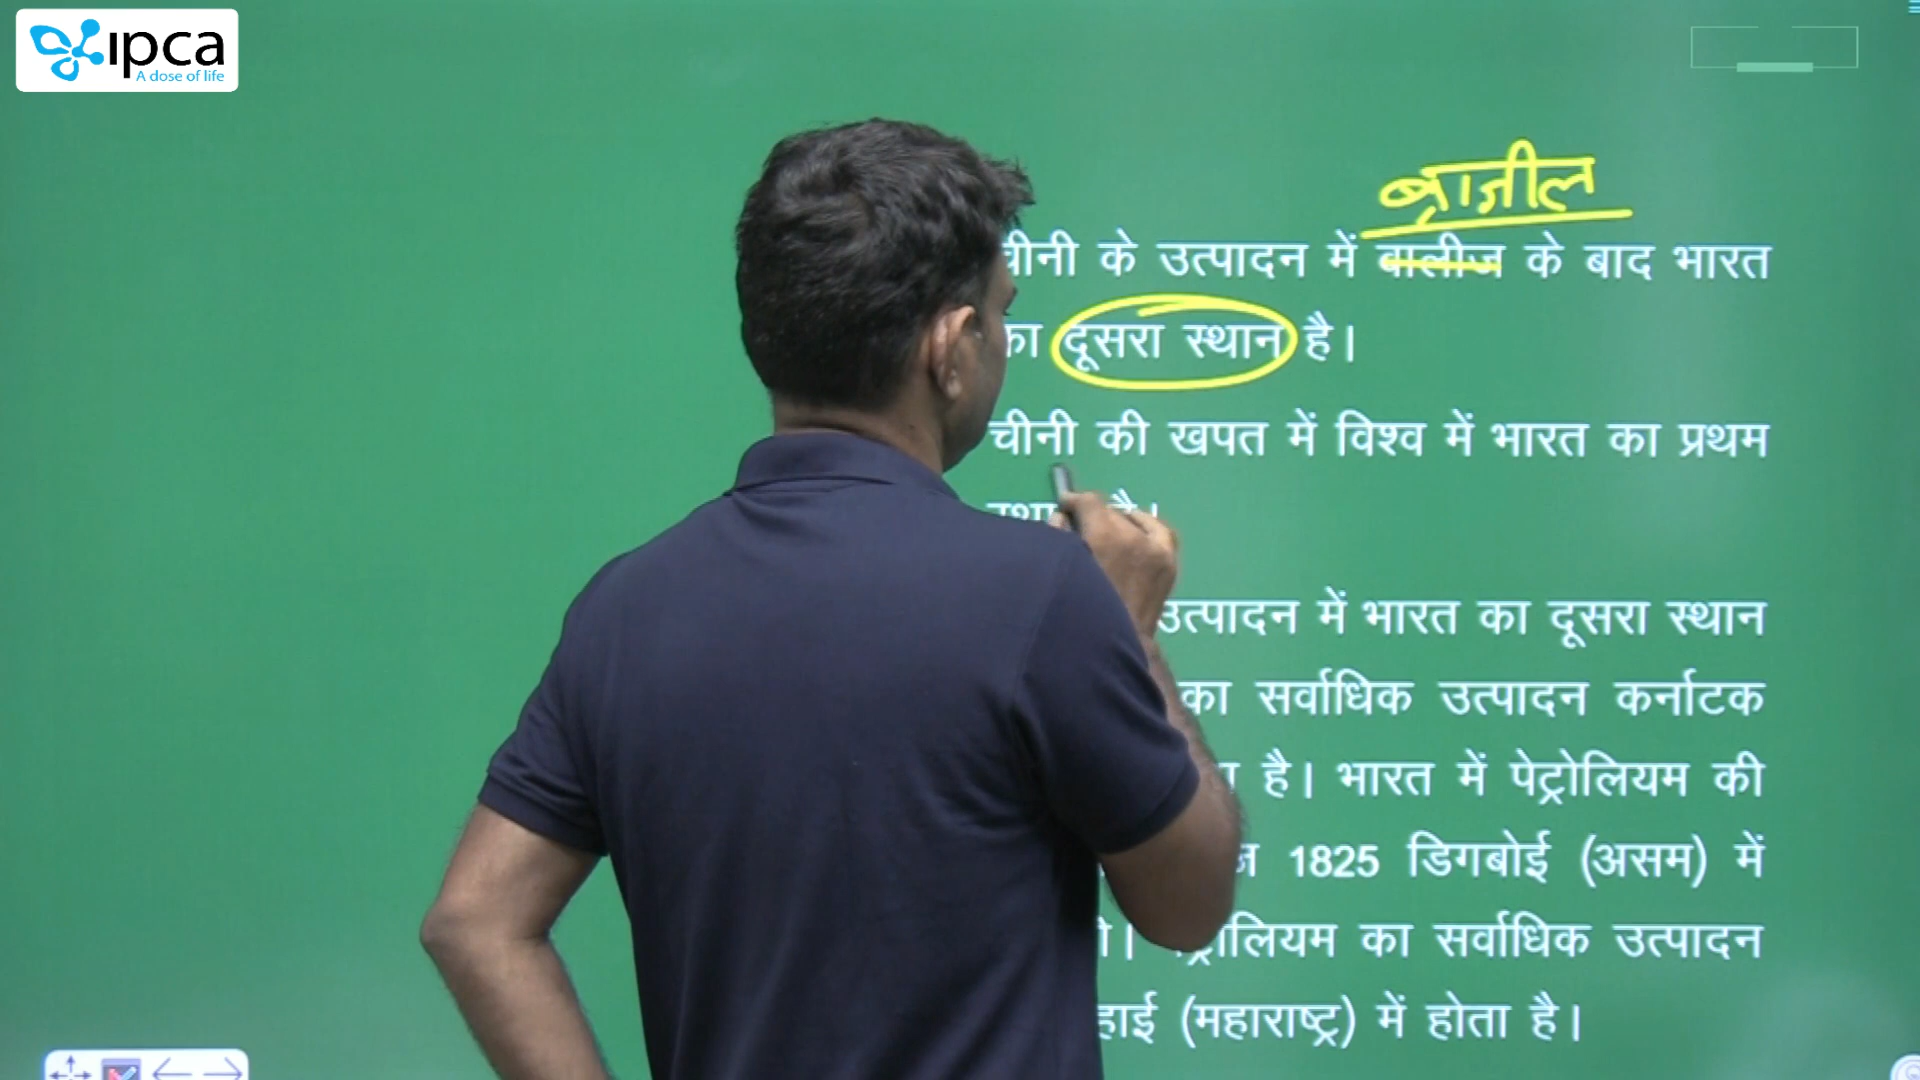 ipca
A dose of life
ब्राजील
चीनी के उत्पादन में बालीज के बाद भारत
का दूसरा स्थान है।
चीनी की खपत में विश्व में भारत का प्रथम
है।
उत्पादन में भारत का दूसरा स्थान
का सर्वाधिक उत्पादन कर्नाटक
है। भारत में पेट्रोलियम की
1825 डिगबोई (असम) में
सर्वाधिक उत्पादन
(महाराष्ट्र) में होता है।